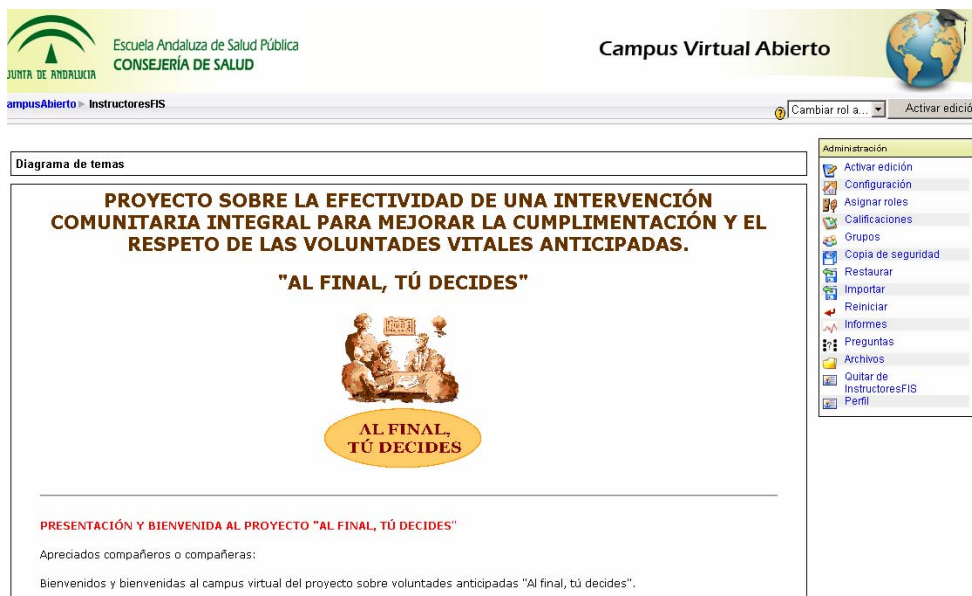 Escuela Andaluza de Salud Pública
CONSEJERÍA DE SALUD
JUNTA DE ANDALUCIA
Campus Virtual Abierto
ampusAbierto ► InstructoresFIS
Cambiar rol a...
Activar edició
Diagrama de temas
PROYECTO SOBRE LA EFECTIVIDAD DE UNA INTERVENCIÓN
COMUNITARIA INTEGRAL PARA MEJORAR LA CUMPLIMENTACIÓN Y EL
RESPETO DE LAS VOLUNTADES VITALES ANTICIPADAS.
"AL FINAL, TÚ DECIDES"
AL FINAL,
TÚ DECIDES
PRESENTACIÓN Y BIENVENIDA AL PROYECTO "AL FINAL, TÚ DECIDES"
Apreciados compañeros o compañeras:
Bienvenidos y bienvenidas al campus virtual del proyecto sobre voluntades anticipadas "Al final, tú decides".
Administración
Activar edición
Configuración
Asignar roles
Calificaciones
Grupos
Copia de seguridad
Restaurar
Importar
Reiniciar
Informes
Preguntas
Archivos
Quitar de
InstructoresFIS
Perfil